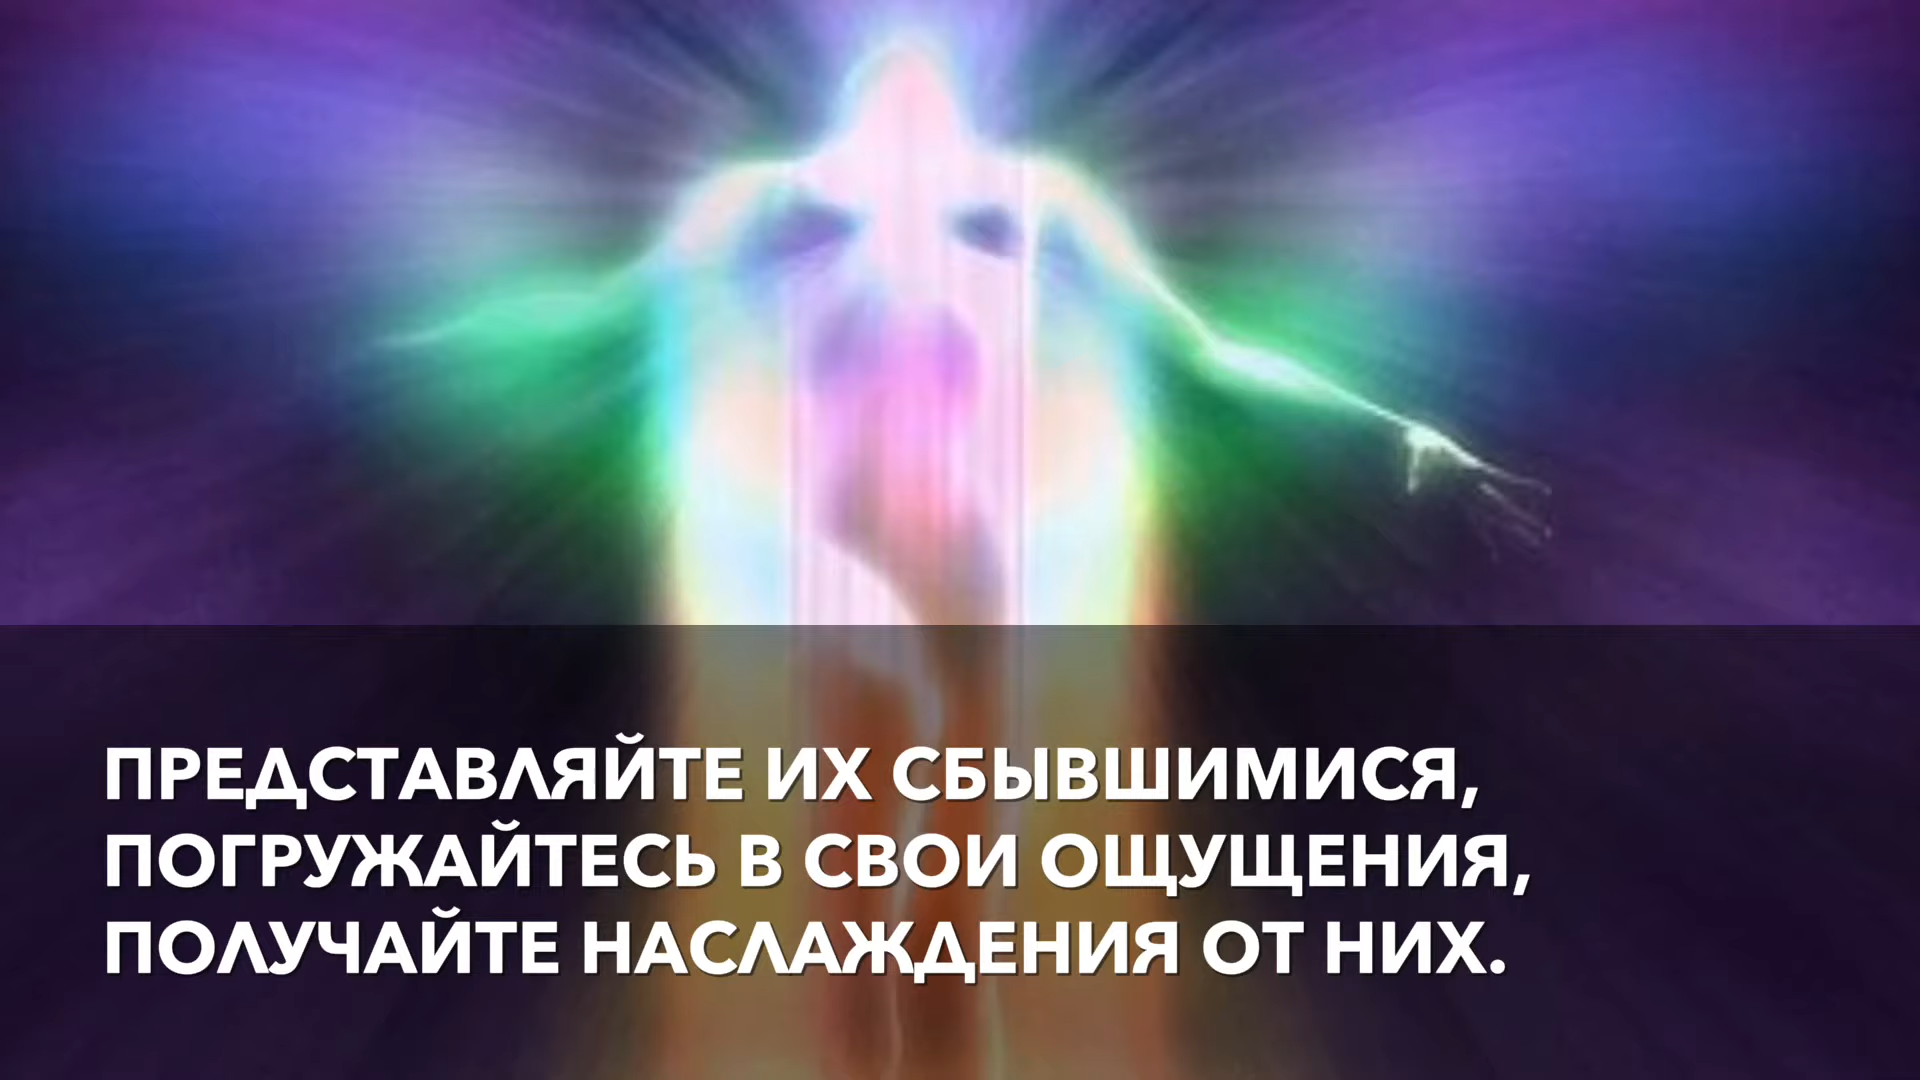 ПРЕДСТАВЛЯЙТЕ ИХ СБЫВШИМИСЯ,
ПОГРУЖАЙТЕСЬ В СВОИ ОЩУЩЕНИЯ,
ПОЛУЧАЙТЕ НАСЛАЖДЕНИЯ ОТ НИХ.